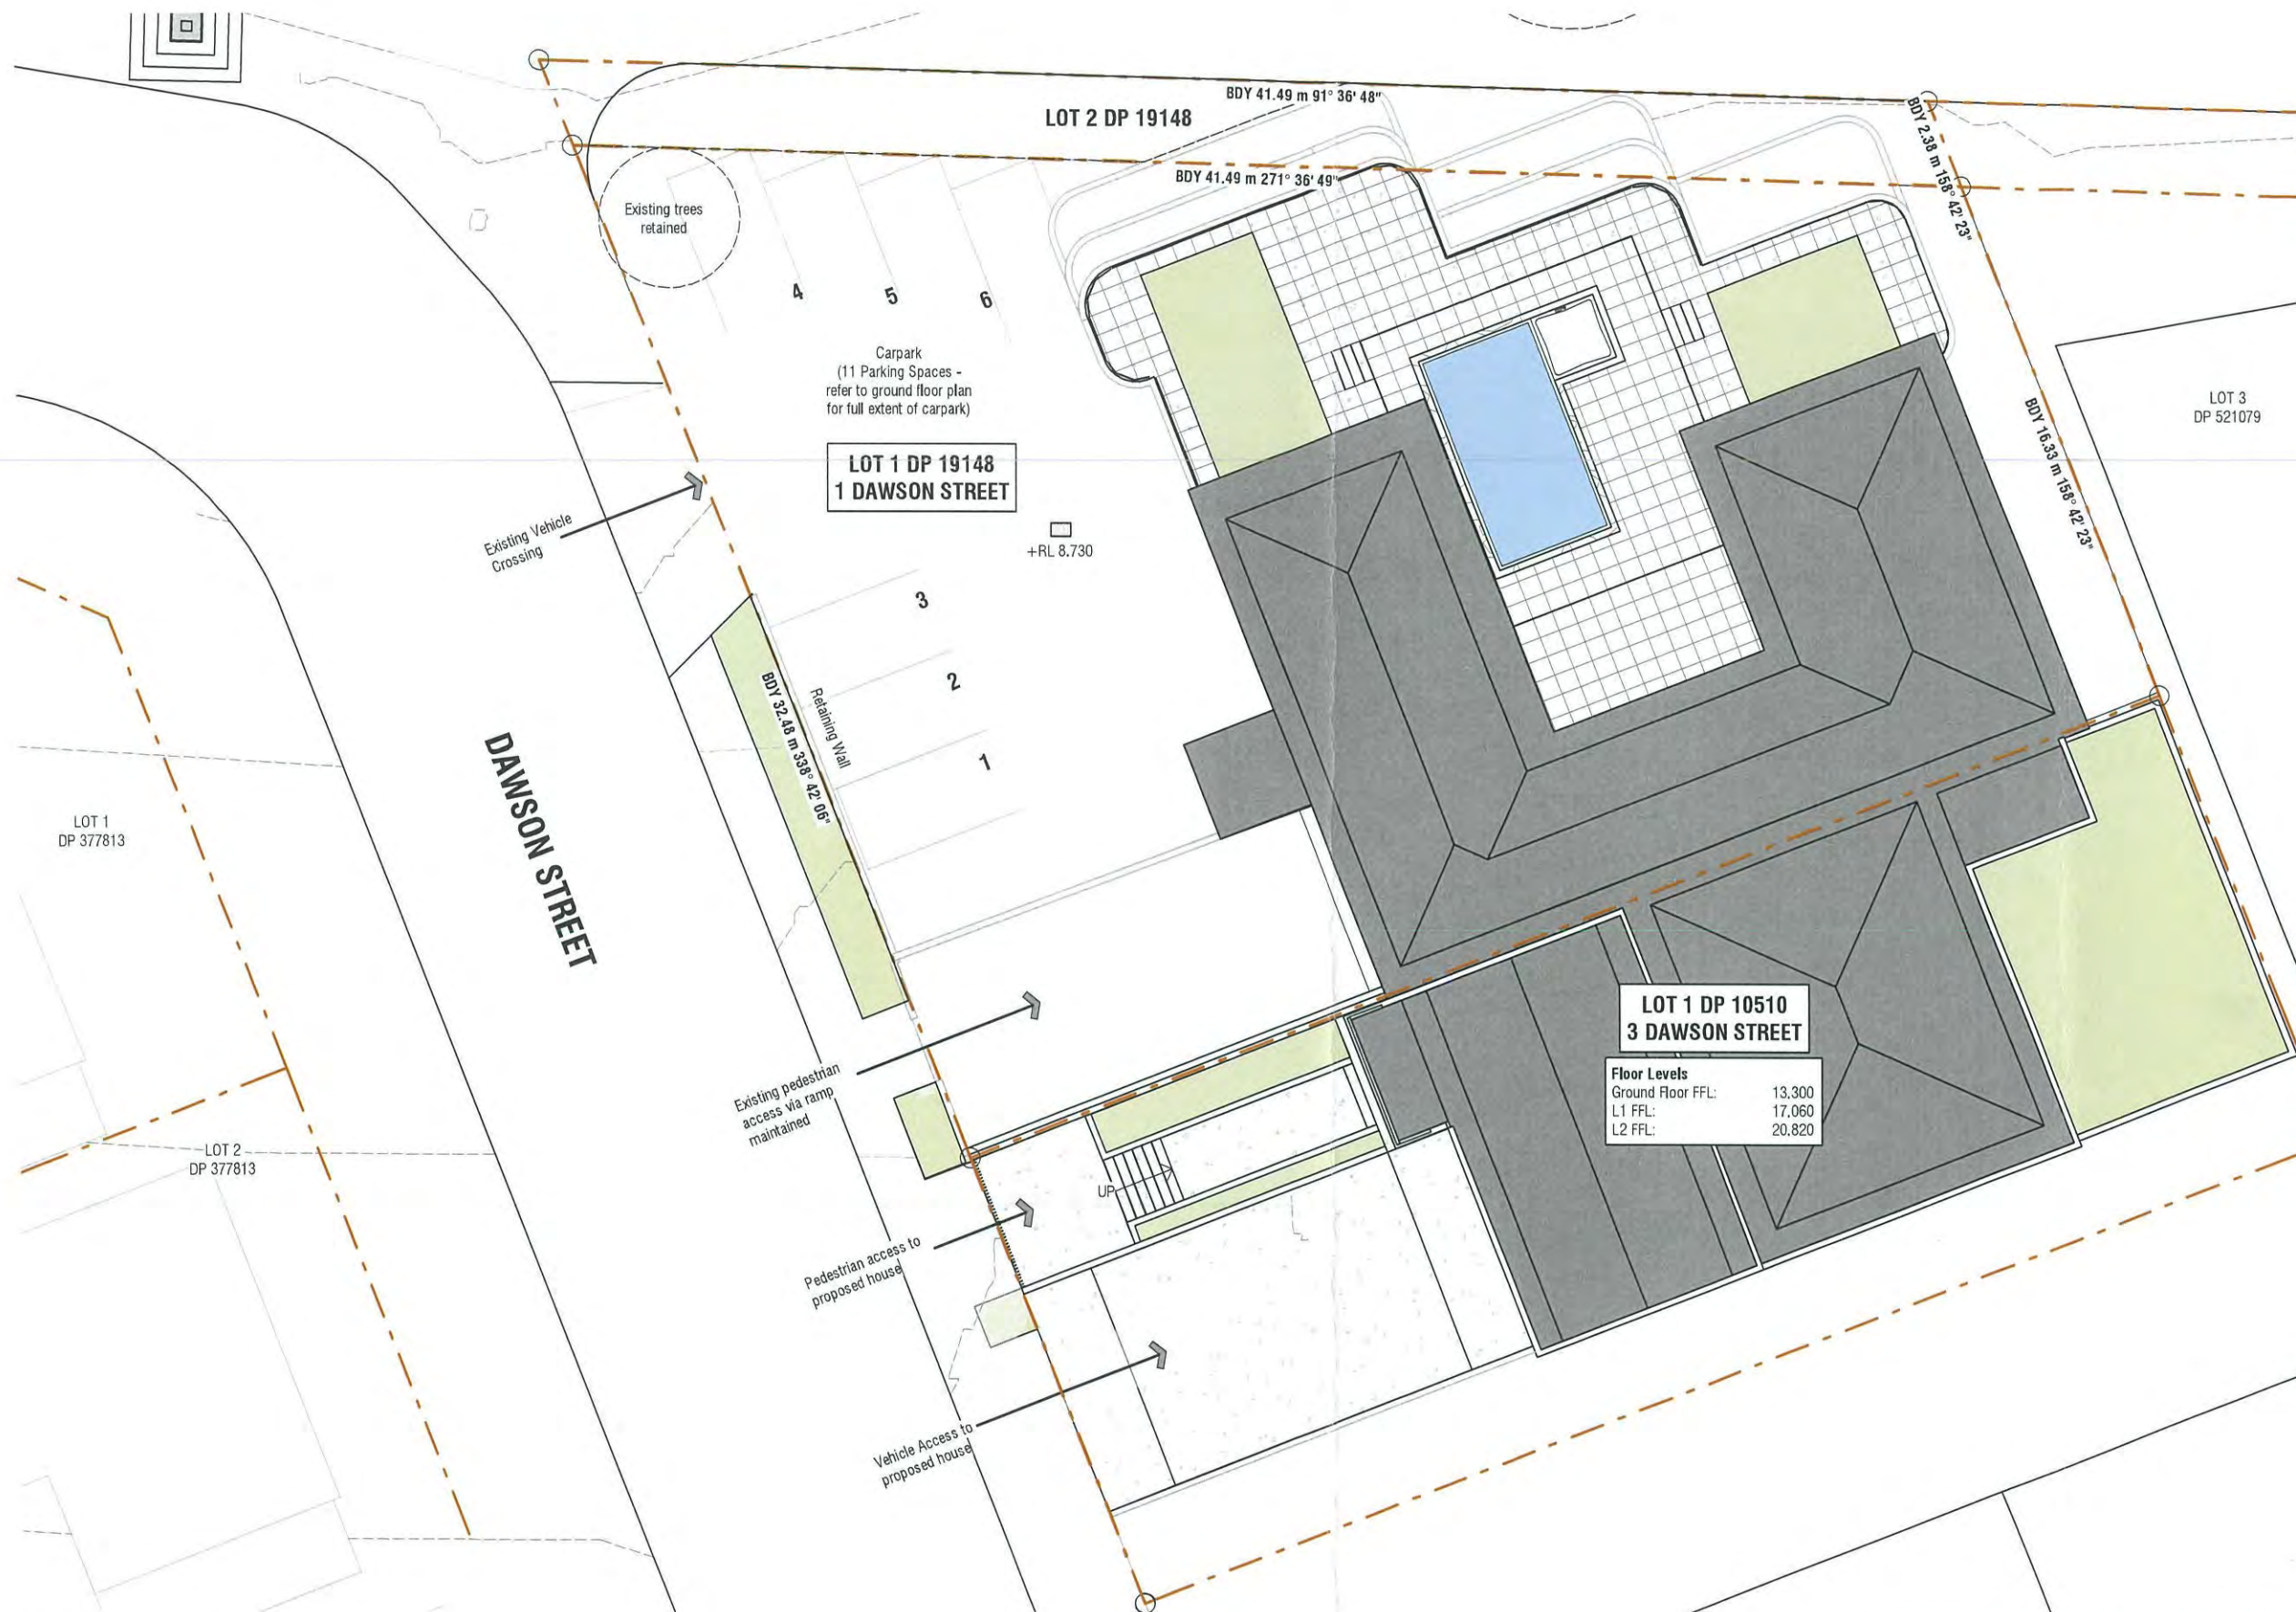 BDY 41.49 m 91° 36' 48"
LOT 2 DP 19148
BDY 2.38 m 158° 42' 23"
BDY 41.49 m 271° 36' 49"
Existing trees
retained
4
5
6
Carpark
(11 Parking Spaces -
refer to ground floor plan
for full extent of carpark)
LOT 3
DP 521079
BDY 16.33 m 158° 42' 23"
LOT 1 DP 19148
1 DAWSON STREET
Existing Vehicle
Crossing
+RL 8.730
3
2
1
BDY 32.48 m 338° 42' 06"
Retaining Wall
DAWSON STREET
LOT 1
DP 377813
LOT 1 DP 10510
3 DAWSON STREET
Floor Levels
Ground Floor FFL: 13.300
L1 FFL: 17.060
L2 FFL: 20.820
Existing pedestrian
access via ramp
maintained
LOT 2
DP 377813
UP
Pedestrian access to
proposed house
Vehicle Access to
proposed house